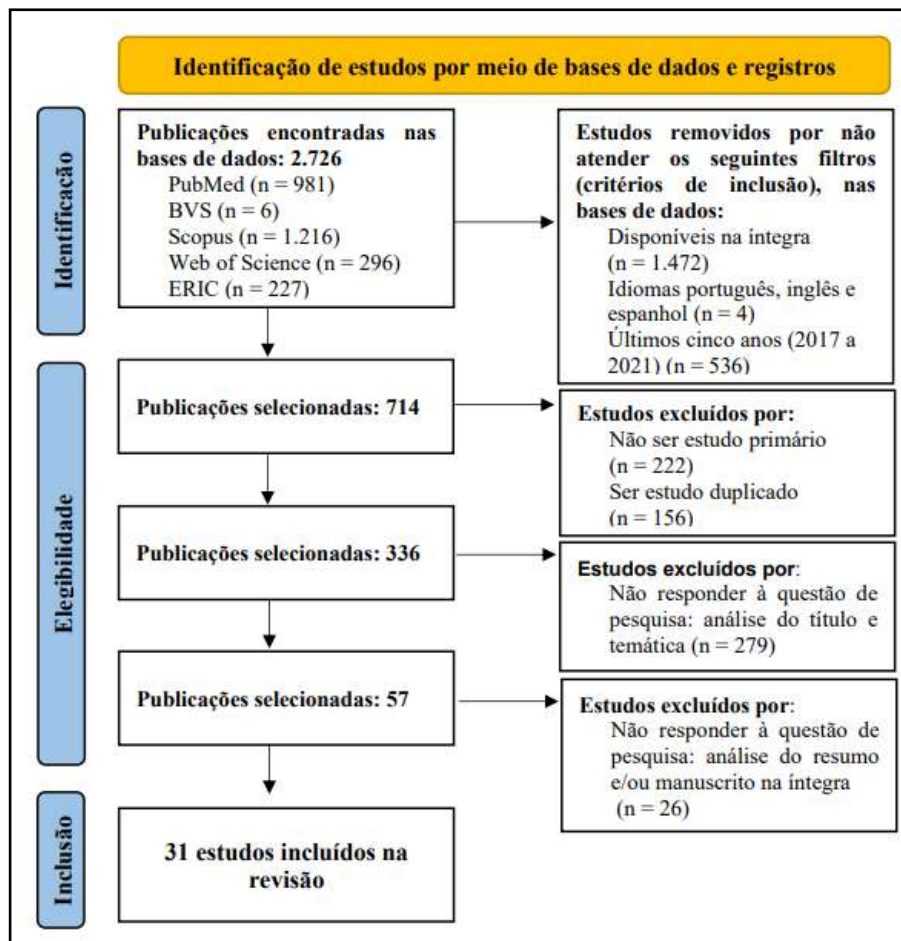 Identificação de estudos por meio de bases de dados e registros
Identificação
Publicações encontradas nas
bases de dados: 2.726
PubMed (n = 981)
BVS (n = 6)
Scopus (n = 1.216)
Web of Science (n = 296)
ERIC (n = 227)
Estudos removidos por não
atender os seguintes filtros
(critérios de inclusão), nas
bases de dados:
Disponíveis na íntegra
(n = 1.472)
Idiomas português, inglês e
espanhol (n = 4)
Últimos cinco anos (2017 a
2021) (n = 536)
Elegibilidade
Publicações selecionadas: 714
Estudos excluídos por:
Não ser estudo primário
(n = 222)
Ser estudo duplicado
(n = 156)
Publicações selecionadas: 336
Estudos excluídos por:
Não responder à questão de
pesquisa: análise do título e
temática (n = 279)
Publicações selecionadas: 57
Estudos excluídos por:
Não responder à questão de
pesquisa: análise do resumo
e/ou manuscrito na íntegra
(n = 26)
Inclusão
31 estudos incluídos na
revisão